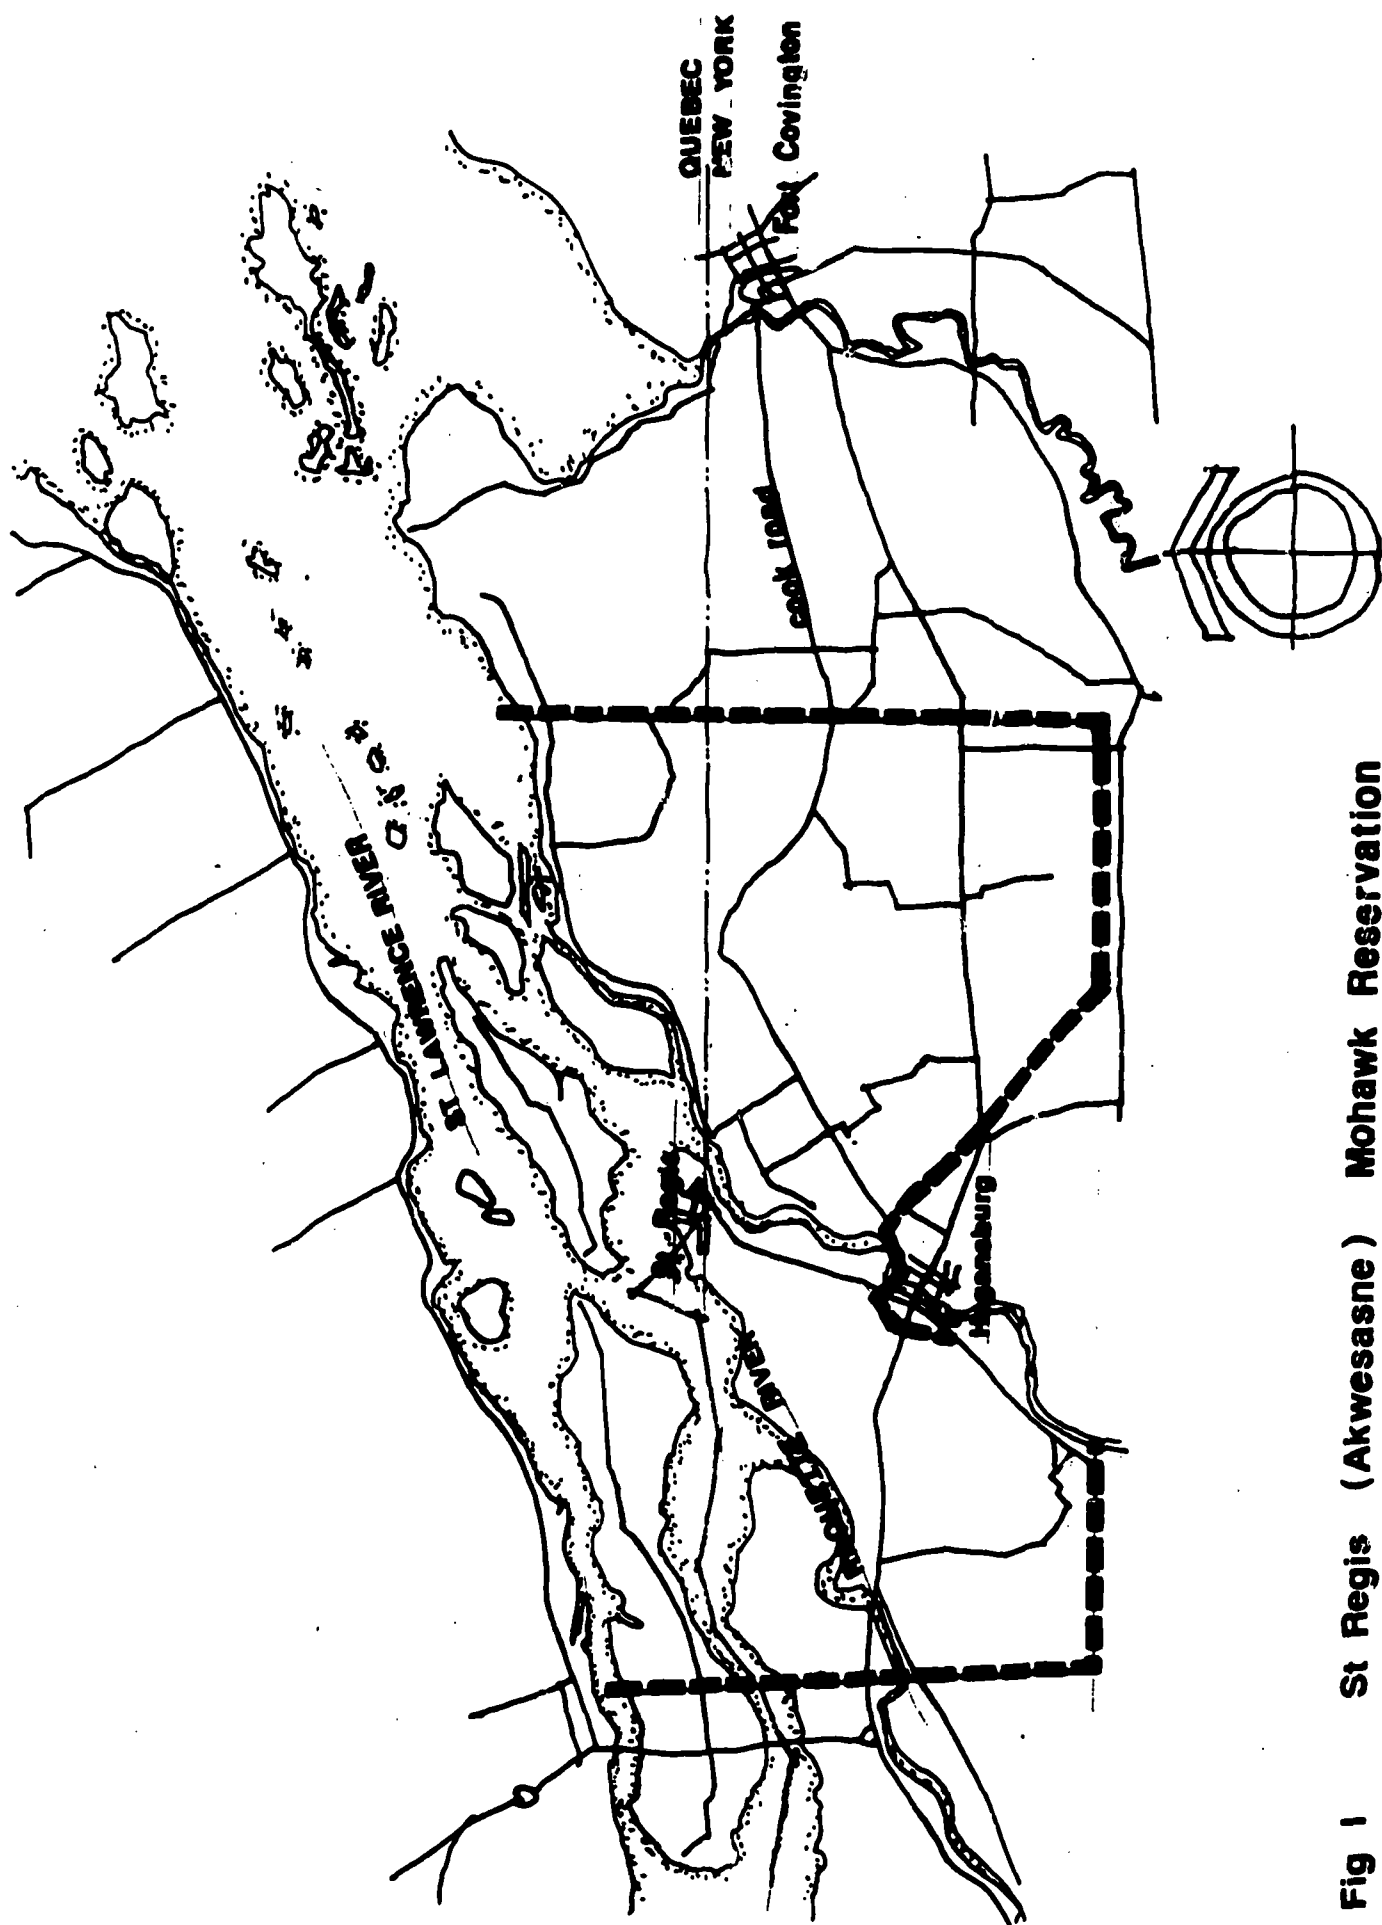 QUEBEC
NEW YORK
Fort Covington
ST LAWRENCE RIVER
cook road
St Regis
RIVER
Hogansburg
Fig 1 St Regis (Akwesasne) Mohawk Reservation